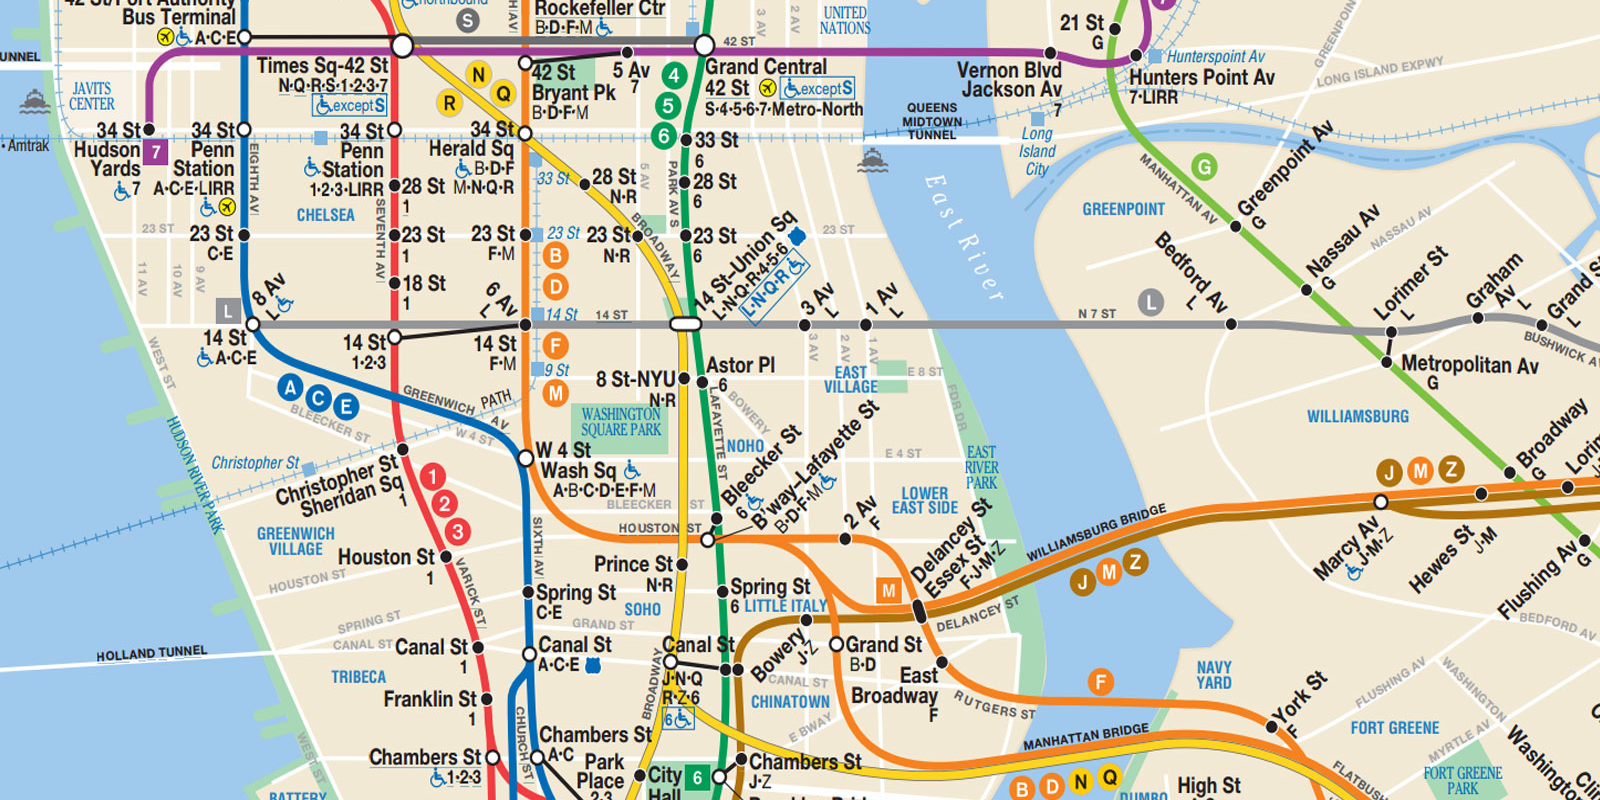 42 St/Port Authority
Bus Terminal
A·C·E
northbound
S
Rockefeller Ctr
B·D·F·M
3 AV
2 AV
UNITED
NATIONS
21 St
G
GREENPOINT
TUNNEL
JAVITS
CENTER
Times Sq-42 St
N·Q·R·S·1·2·3·7
except S
N
Q
R
42 St
Bryant Pk
B·D·F·M
5 Av
7
4
5
6
42 ST
Grand Central
42 St
except S
S·4·5·6·7·Metro-North
Vernon Blvd
Jackson Av
7
Hunterspoint Av
Hunters Point Av
7·LIRR
LONG ISLAND EXPWY
QUEENS
MIDTOWN
TUNNEL
Long
Island
City
Amtrak
34 St
Hudson
Yards
7
7
34 St
Penn
Station
A·C·E·LIRR
EIGHTH AV
34 St
Penn
Station
1·2·3·LIRR
34 St
Herald Sq
B·D·F
M·N·Q·R
33 St
28 St
N·R
5 AV
PARK AV S
33 St
6
28 St
6
East River
G
MANHATTAN AV
Greenpoint Av
G
GREENPOINT
CHELSEA
SEVENTH AV
28 St
1
23 ST
23 St
C·E
23 St
1
23 St
F·M
23 St
23 St
N·R
BROADWAY
23 St
6
23 ST
14 St-Union Sq
L·N·Q·R·4·5·6
L·N·Q·R
11 AV
10 AV
9 AV
18 St
1
B
D
L
8 Av
L
14 St
A·C·E
14 St
1·2·3
6 Av
L
14 St
F·M
14 St
14 ST
F
M
9 St
3 Av
L
1 Av
L
3 AV
2 AV
1 AV
L
N 7 ST
Bedford Av
L
Nassau Av
G
NASSAU AV
Lorimer St
L
Graham
Av
L
Grand St
L
BUSHWICK AV
Metropolitan Av
G
WEST ST
A
C
E
BLEECKER ST
GREENWICH
AV
PATH
W 4 ST
8 St-NYU
N·R
Astor Pl
6
WASHINGTON
SQUARE PARK
LAFAYETTE ST
BOWERY
NOHO
EAST
VILLAGE
E 8 ST
FDR DR
WILLIAMSBURG
HUDSON RIVER PARK
Christopher St
Christopher St
Sheridan Sq
1
1
2
3
W 4 St
Wash Sq
A·B·C·D·E·F·M
BLEECKER ST
Bleecker St
6
B'way-Lafayette St
B·D·F·M
E 4 ST
EAST
RIVER
PARK
LOWER
EAST SIDE
2 Av
F
HOUSTON ST
GREENWICH
VILLAGE
HOUSTON ST
Houston St
1
VARICK ST
SIXTH AV
Prince St
N·R
Delancey St
Essex St
F·J·M·Z
M
WILLIAMSBURG BRIDGE
J
M
Z
J
M
Z
Marcy Av
J·M·Z
Hewes St
J·M
Broadway
G
Lorimer
Flushing Av
G
BEDFORD AV
SPRING ST
CANAL ST
Spring St
C·E
SOHO
Spring St
6
LITTLE ITALY
GRAND ST
DELANCEY ST
HOLLAND TUNNEL
Canal St
1
Canal St
A·C·E
Canal St
J·N·Q
R·Z·6
6
BROADWAY
Bowery
J·Z
Grand St
B·D
CANAL ST
CHINATOWN
E BWAY
East
Broadway
F
RUTGERS ST
F
NAVY
YARD
TRIBECA
Franklin St
1
CHURCH ST
York St
F
FLUSHING AV
WASHINGTON
FORT GREENE
MYRTLE AV
FORT GREENE
PARK
Chambers St
1·2·3
WEST ST
BATTERY
Chambers St
A·C
Park
Place
2·3
City
Hall
6
Chambers St
J·Z
MANHATTAN BRIDGE
B
D
N
Q
DUMBO
High St
FLATBUSH